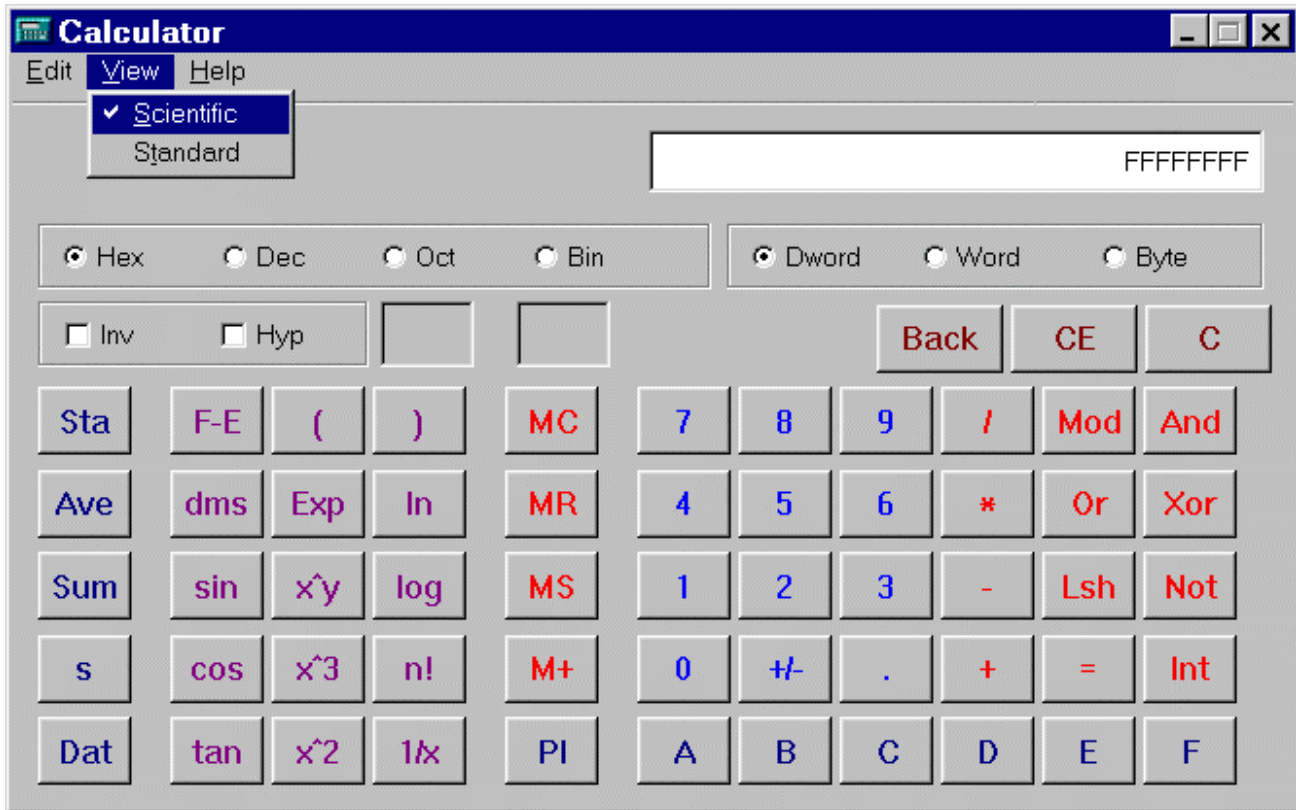 Calculator
Edit View Help
Scientific
Standard
FFFFFFFF
Hex Dec Oct Bin Dword Word Byte
Inv Hyp Back CE C
Sta F-E ( ) MC 7 8 9 / Mod And
Ave dms Exp ln MR 4 5 6 * Or Xor
Sum sin x^y log MS 1 2 3 - Lsh Not
s cos x^3 n! M+ 0 +/- . + = Int
Dat tan x^2 1/x PI A B C D E F